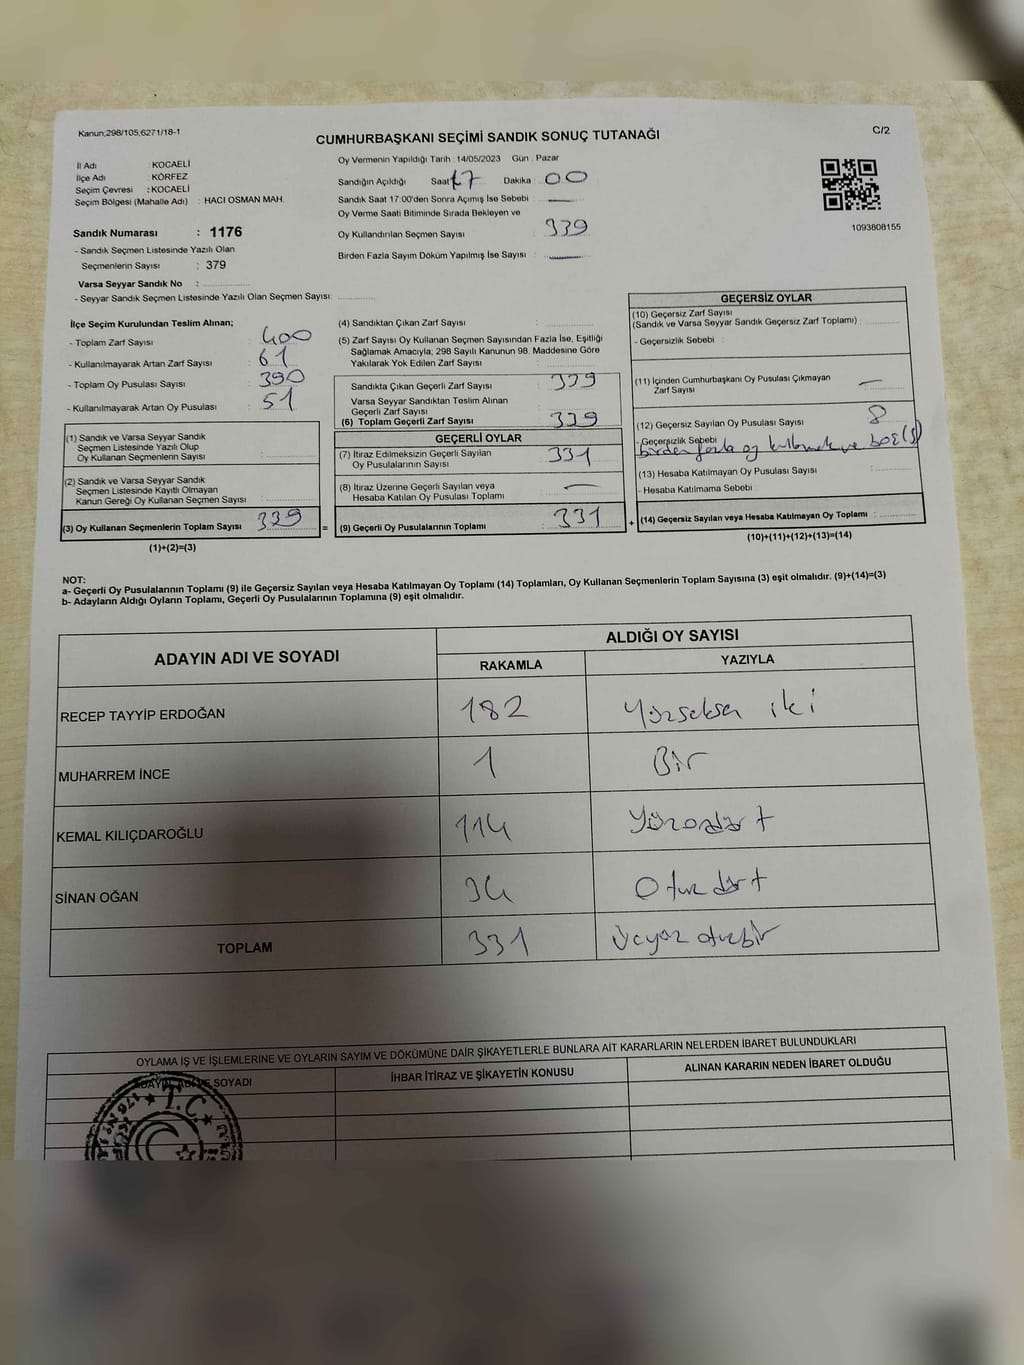 Kanun,298/105,6271/18-1
CUMHURBAŞKANI SEÇİMİ SANDIK SONUÇ TUTANAĞI
C/2
İl Adı : KOCAELİ
İlçe Adı : KÖRFEZ
Seçim Çevresi : KOCAELİ
Seçim Bölgesi (Mahalle Adı) : HACI OSMAN MAH.
Sandık Numarası : 1176
- Sandık Seçmen Listesinde Yazılı Olan
Seçmenlerin Sayısı : 379
Varsa Seyyar Sandık No :
- Seyyar Sandık Seçmen Listesinde Yazılı Olan Seçmen Sayısı:
Oy Vermenin Yapıldığı Tarih : 14/05/2023 Gün : Pazar
Sandığın Açıldığı Saat 17 Dakika : 00
Sandık Saat 17.00'den Sonra Açımış İse Sebebi : —
Oy Verme Saati Bitiminde Sırada Bekleyen ve
Oy Kullandırılan Seçmen Sayısı 339
Birden Fazla Sayım Döküm Yapılmış İse Sayısı : —
1093808155
İlçe Seçim Kurulundan Teslim Alınan;
- Toplam Zarf Sayısı : 400
- Kullanılmayarak Artan Zarf Sayısı : 61
- Toplam Oy Pusulası Sayısı : 390
- Kullanılmayarak Artan Oy Pusulası : 51
(1) Sandık ve Varsa Seyyar Sandık
Seçmen Listesinde Yazılı Olup
Oy Kullanan Seçmenlerin Sayısı :
(2) Sandık ve Varsa Seyyar Sandık
Seçmen Listesinde Kayıtlı Olmayan
Kanun Gereği Oy Kullanan Seçmen Sayısı :
(3) Oy Kullanan Seçmenlerin Toplam Sayısı : 339
(1)+(2)=(3)
(4) Sandıktan Çıkan Zarf Sayısı :
(5) Zarf Sayısı Oy Kullanan Seçmen Sayısından Fazla İse, Eşitliği
Sağlamak Amacıyla; 298 Sayılı Kanunun 98. Maddesine Göre
Yakılarak Yok Edilen Zarf Sayısı :
Sandıkta Çıkan Geçerli Zarf Sayısı : 339
Varsa Seyyar Sandıktan Teslim Alınan
Geçerli Zarf Sayısı :
(6) Toplam Geçerli Zarf Sayısı : 339
GEÇERLİ OYLAR
(7) İtiraz Edilmeksizin Geçerli Sayılan
Oy Pusulalarının Sayısı : 331
(8) İtiraz Üzerine Geçerli Sayılan veya
Hesaba Katılan Oy Pusulası Toplamı : —
= (9) Geçerli Oy Pusulalarının Toplamı : 331
GEÇERSİZ OYLAR
(10) Geçersiz Zarf Sayısı
(Sandık ve Varsa Seyyar Sandık Geçersiz Zarf Toplamı) :
- Geçersizlik Sebebi :
(11) İçinden Cumhurbaşkanı Oy Pusulası Çıkmayan
Zarf Sayısı : —
(12) Geçersiz Sayılan Oy Pusulası Sayısı : 8
- Geçersizlik Sebebi
birden fazla oy kullanmak ve boş
(13) Hesaba Katılmayan Oy Pusulası Sayısı :
- Hesaba Katılmama Sebebi
+ (14) Geçersiz Sayılan veya Hesaba Katılmayan Oy Toplamı :
(10)+(11)+(12)+(13)=(14)
NOT:
a- Geçerli Oy Pusulalarının Toplamı (9) ile Geçersiz Sayılan veya Hesaba Katılmayan Oy Toplamı (14) Toplamları, Oy Kullanan Seçmenlerin Toplam Sayısına (3) eşit olmalıdır. (9)+(14)=(3)
b- Adayların Aldığı Oyların Toplamı, Geçerli Oy Pusulalarının Toplamına (9) eşit olmalıdır.
ADAYIN ADI VE SOYADI
ALDIĞI OY SAYISI
RAKAMLA YAZIYLA
RECEP TAYYİP ERDOĞAN 182 Yüzseksen iki
MUHARREM İNCE 1 Bir
KEMAL KILIÇDAROĞLU 114 Yüzondört
SİNAN OĞAN 34 Otuz dört
TOPLAM 331 Üçyüz otuzbir
OYLAMA İŞ VE İŞLEMLERİNE VE OYLARIN SAYIM VE DÖKÜMÜNE DAİR ŞİKAYETLERLE BUNLARA AİT KARARLARIN NELERDEN İBARET BULUNDUKLARI
ADAYIN ADI VE SOYADI İHBAR İTİRAZ VE ŞİKAYETİN KONUSU ALINAN KARARIN NEDEN İBARET OLDUĞU
T.C.